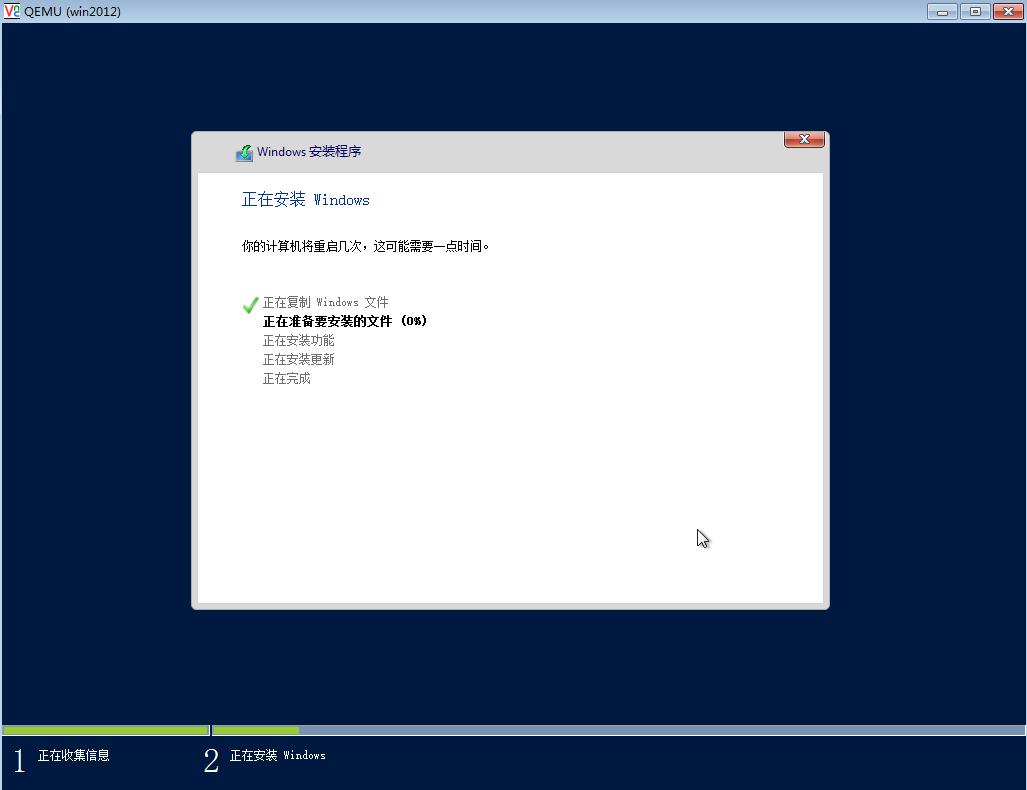 QEMU (win2012)
Windows 安装程序
正在安装 Windows
你的计算机将重启几次，这可能需要一点时间。
正在复制 Windows 文件
正在准备要安装的文件 (0%)
正在安装功能
正在安装更新
正在完成
1 正在收集信息
2 正在安装 Windows